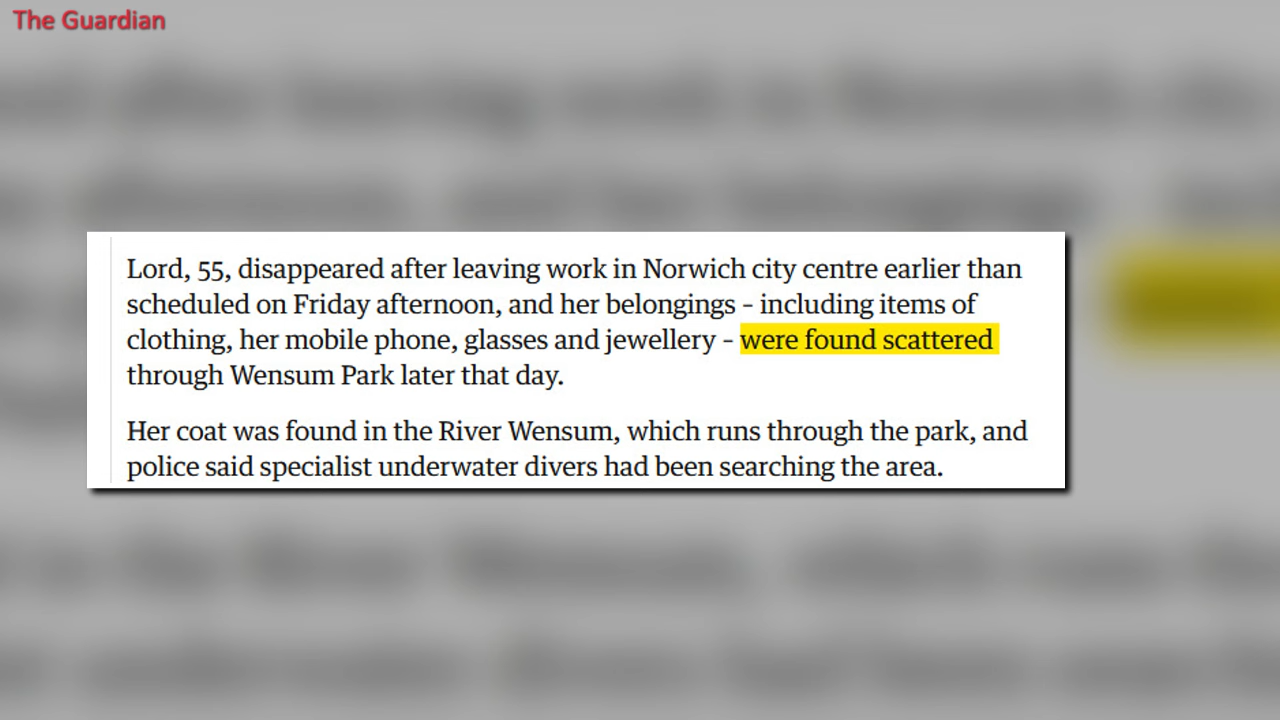 The Guardian
Lord, 55, disappeared after leaving work in Norwich city centre earlier than
scheduled on Friday afternoon, and her belongings – including items of
clothing, her mobile phone, glasses and jewellery – were found scattered
through Wensum Park later that day.
Her coat was found in the River Wensum, which runs through the park, and
police said specialist underwater divers had been searching the area.